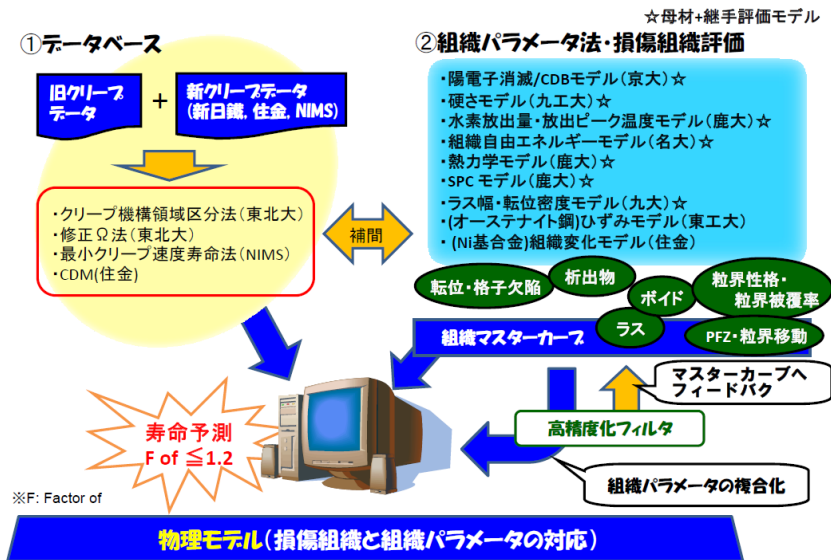 ☆母材+継手評価モデル
①データベース
旧クリープ
データ
+
新クリープデータ
(新日鐵, 住金, NIMS)
・クリープ機構領域区分法(東北大)
・修正Ω法(東北大)
・最小クリープ速度寿命法(NIMS)
・CDM(住金)
補間
②組織パラメータ法・損傷組織評価
・陽電子消滅/CDBモデル(京大)☆
・硬さモデル(九工大)☆
・水素放出量・放出ピーク温度モデル(鹿大)☆
・組織自由エネルギーモデル(名大)☆
・熱力学モデル(鹿大)☆
・SPC モデル(鹿大)☆
・ラス幅・転位密度モデル(九大)☆
・(オーステナイト鋼)ひずみモデル(東工大)
・ (Ni基合金)組織変化モデル(住金)
転位・格子欠陥
析出物
ボイド
粒界性格・
粒界被覆率
ラス
PFZ・粒界移動
組織マスターカーブ
マスターカーブへ
フィードバク
高精度化フィルタ
組織パラメータの複合化
寿命予測
F of ≦1.2
※F: Factor of
物理モデル(損傷組織と組織パラメータの対応)